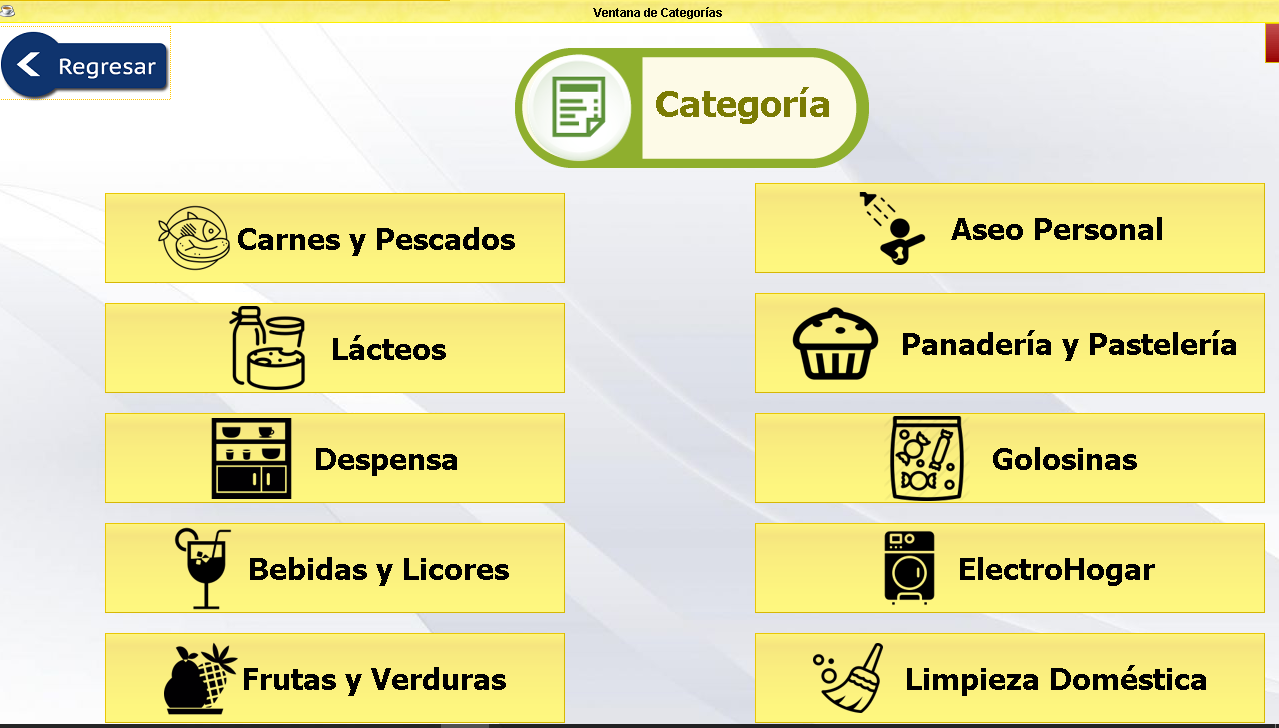 Ventana de Categorías
Regresar
Categoría
Carnes y Pescados
Lácteos
Despensa
Bebidas y Licores
Frutas y Verduras
Aseo Personal
Panadería y Pastelería
Golosinas
ElectroHogar
Limpieza Doméstica